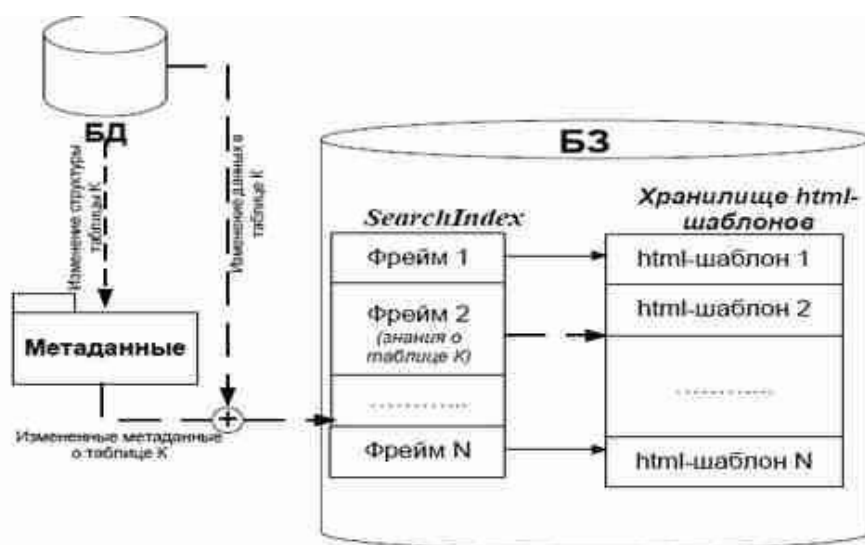 БД
Изменение структуры
таблицы К
Изменение данных в
таблице К
Метаданные
+
Измененные метаданные
о таблице К
БЗ
SearchIndex
Фрейм 1
Фрейм 2
(знания о
таблице К)
............
Фрейм N
Хранилище html-
шаблонов
html-шаблон 1
html-шаблон 2
............
html-шаблон N